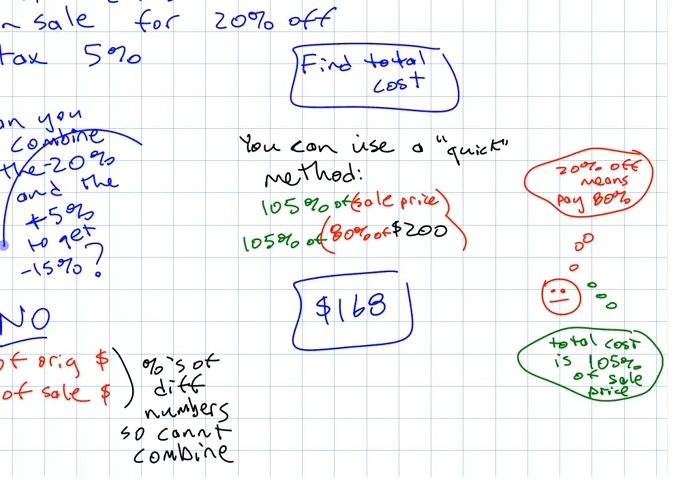 n sale for 20% off
tax 5%
Find total
cost
an you
combine
the -20%
and the
+5%
to get
-15%?
NO
of orig $
of sale $
%'s of
diff
numbers
so cannt
combine
You can use a "quick"
method:
105% of (sale price)
105% of (80% of $200)
$168
20% off
means
pay 80%
total cost
is 105%
of sale
price